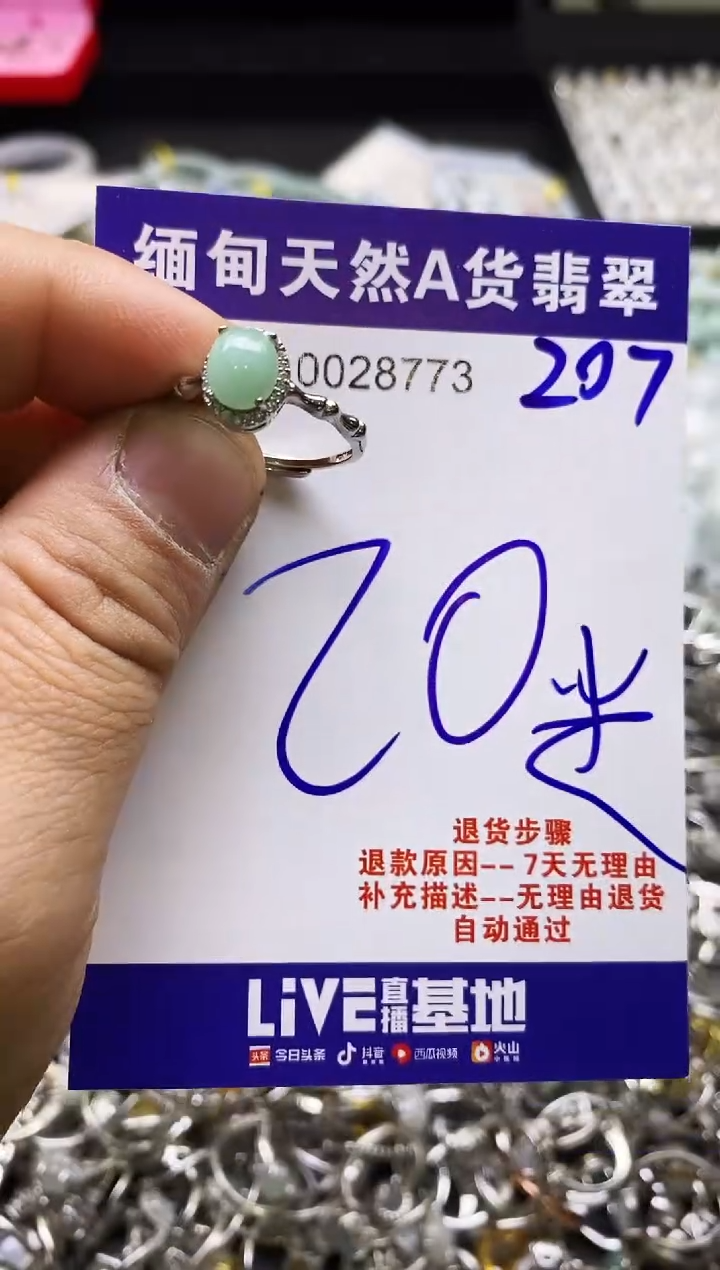 缅甸天然A货翡翠
0028773 207
20米
退货步骤
退款原因-- 7天无理由
补充描述--无理由退货
自动通过
LiVE直播基地
头条 今日头条 抖音 西瓜视频 火山